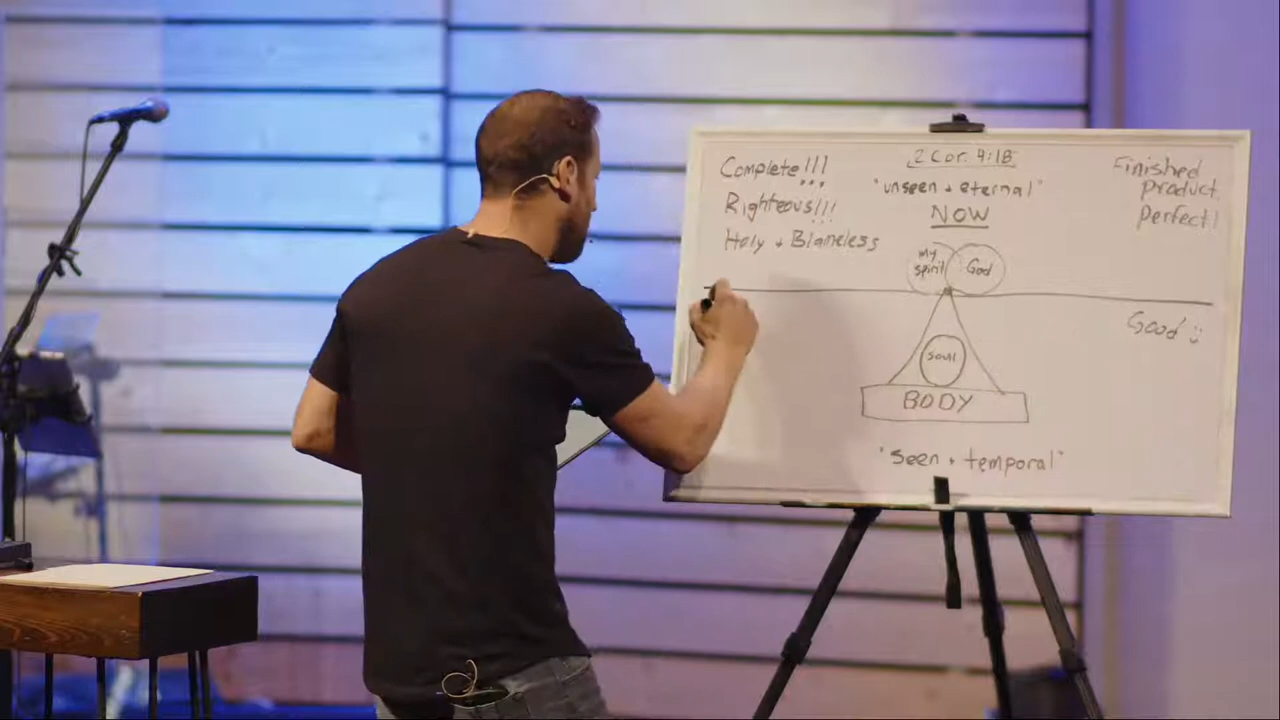 Complete!!!
Righteous!!!
Holy + Blameless
2 Cor. 4:18
"unseen + eternal"
NOW
my
spirit
God
Finished
product
Perfect!
Good :)
soul
BODY
"seen + temporal"